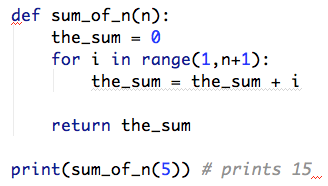 def sum_of_n(n):
    the_sum = 0
    for i in range(1,n+1):
        the_sum = the_sum + i
    return the_sum
print(sum_of_n(5)) # prints 15